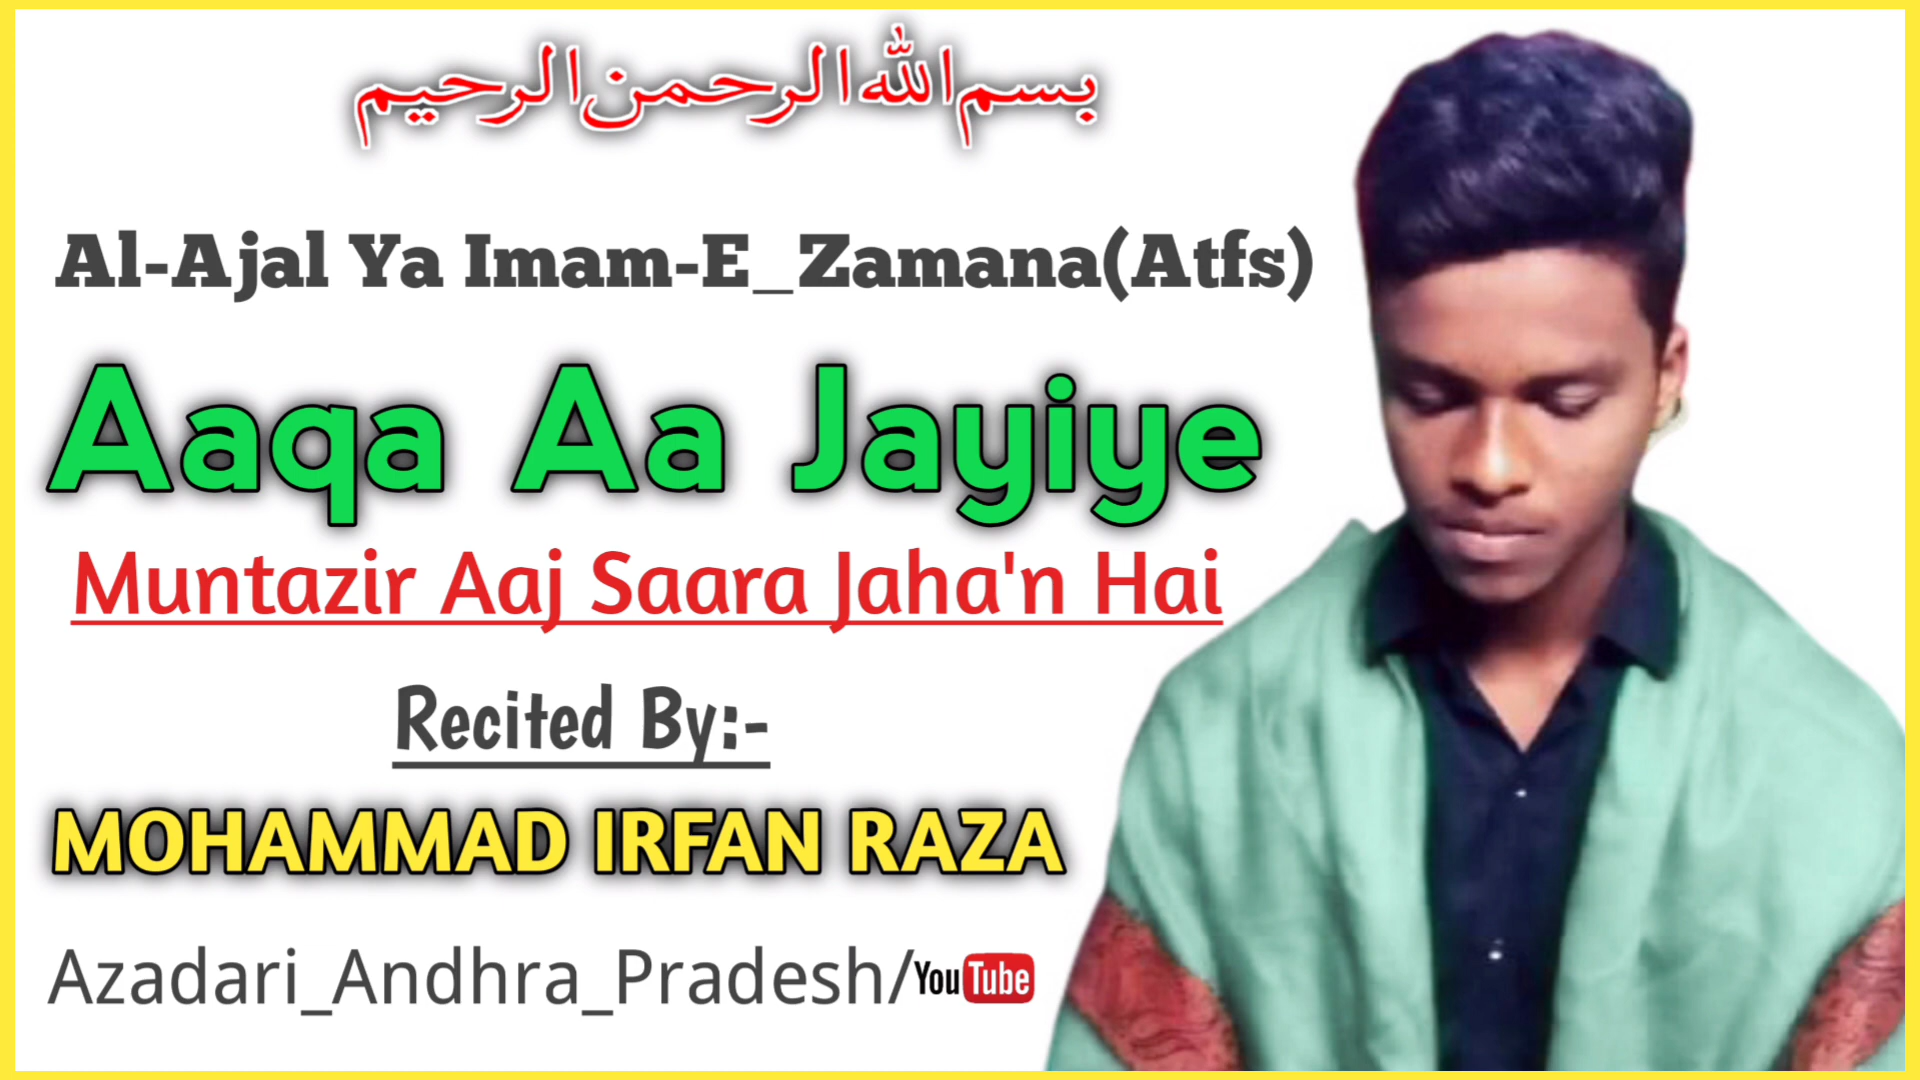 بسم الله الرحمن الرحیم
Al-Ajal Ya Imam-E_Zamana(Atfs)
Aaqa Aa Jayiye
Muntazir Aaj Saara Jaha'n Hai
Recited By:-
MOHAMMAD IRFAN RAZA
Azadari_Andhra_Pradesh/YouTube